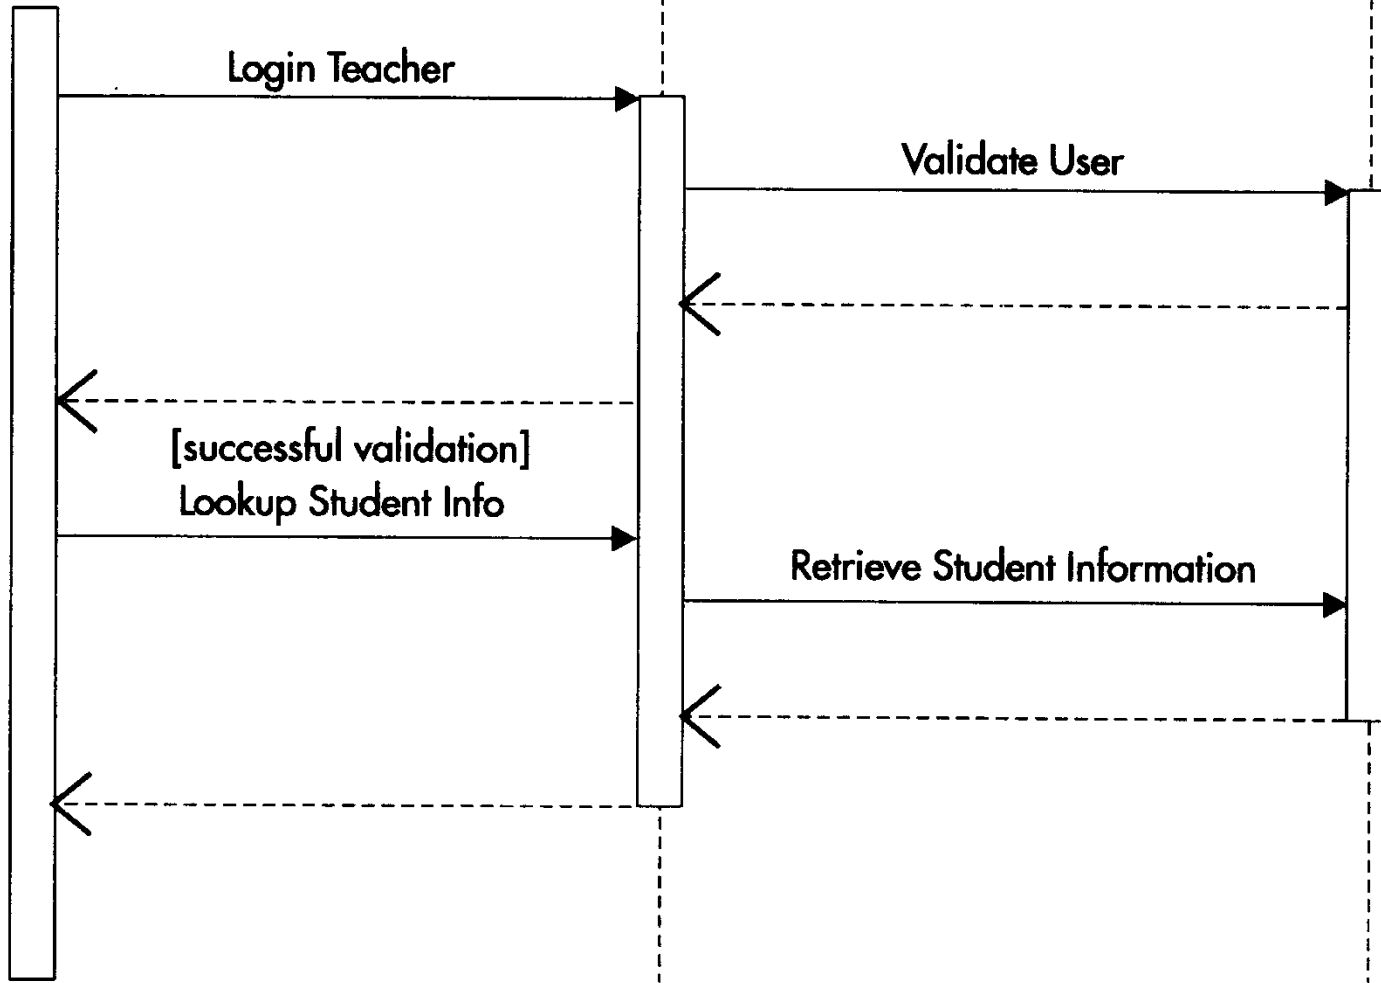 Login Teacher
Validate User
[successful validation]
Lookup Student Info
Retrieve Student Information